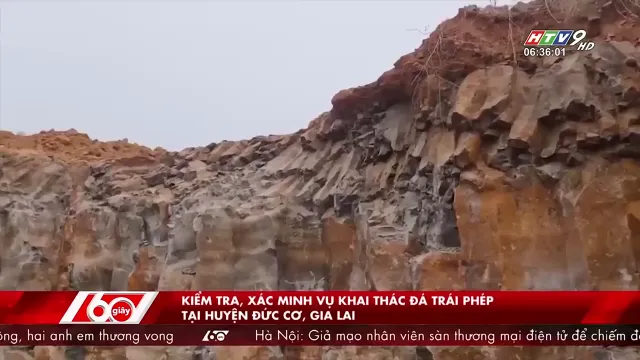 HTV9 HD
06:36:01
KIỂM TRA, XÁC MINH VỤ KHAI THÁC ĐÁ TRÁI PHÉP
TẠI HUYỆN ĐỨC CƠ, GIA LAI
60 giây
ông, hai anh em thương vong 60 giây Hà Nội: Giả mạo nhân viên sàn thương mại điện tử để chiếm đ